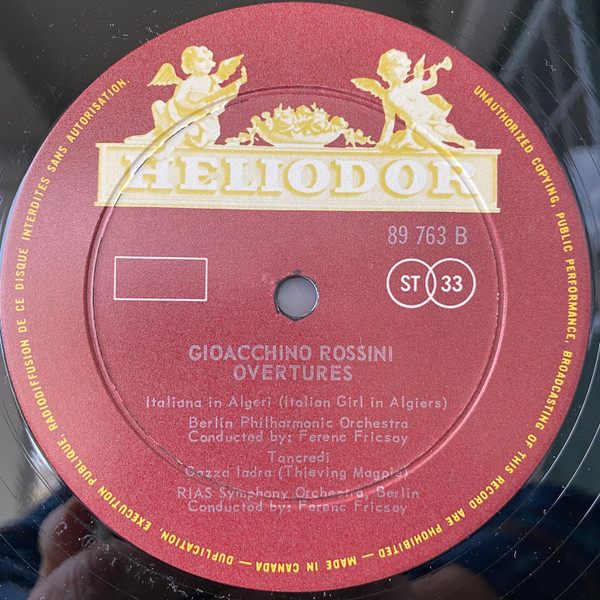 HELIODOR
89 763 B
ST 33
GIOACCHINO ROSSINI
OVERTURES
Italiana in Algeri (Italian Girl in Algiers)
Berlin Philharmonic Orchestra
Conducted by: Ferenc Fricsay
Tancredi
Gazza ladra (Thieving Magpie)
RIAS Symphony Orchestra, Berlin
Conducted by: Ferenc Fricsay
UNAUTHORIZED COPYING, PUBLIC PERFORMANCE, BROADCASTING OF THIS RECORD ARE PROHIBITED — MADE IN CANADA — DUPLICATION, EXECUTION PUBLIQUE, RADIODIFFUSION DE CE DISQUE INTERDITES SANS AUTORISATION.